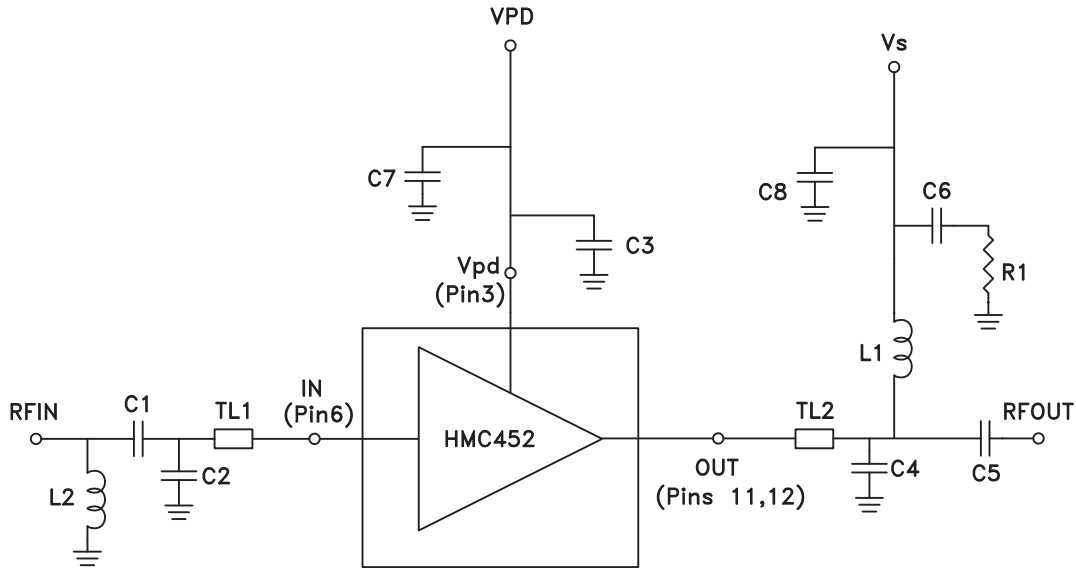 VPD
Vs
C7
C8
C6
C3
Vpd
(Pin3)
R1
L1
RFIN
C1
TL1
IN
(Pin6)
HMC452
TL2
RFOUT
L2
C2
OUT
(Pins 11,12)
C4
C5